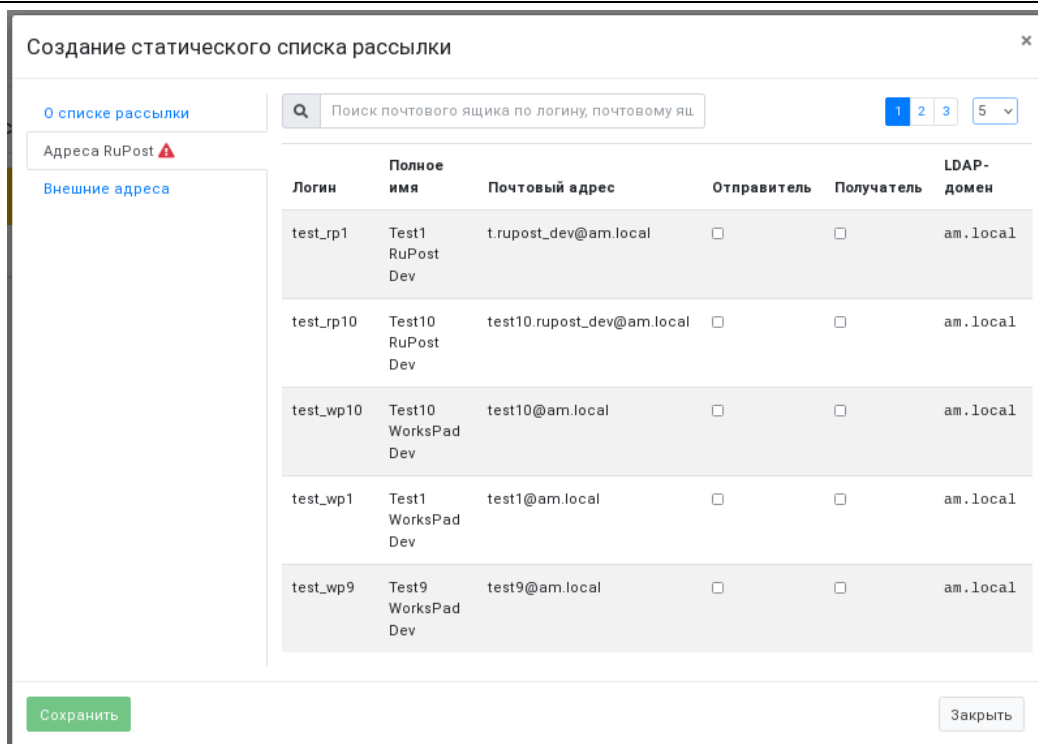 Создание статического списка рассылки
×
О списке рассылки
Адреса RuPost
Внешние адреса
Поиск почтового ящика по логину, почтовому ящ
1 2 3 5
Логин Полное имя Почтовый адрес Отправитель Получатель LDAP-домен
test_rp1 Test1 t.rupost_dev@am.local am.local
RuPost
Dev
test_rp10 Test10 test10.rupost_dev@am.local am.local
RuPost
Dev
test_wp10 Test10 test10@am.local am.local
WorksPad
Dev
test_wp1 Test1 test1@am.local am.local
WorksPad
Dev
test_wp9 Test9 test9@am.local am.local
WorksPad
Dev
Сохранить Закрыть